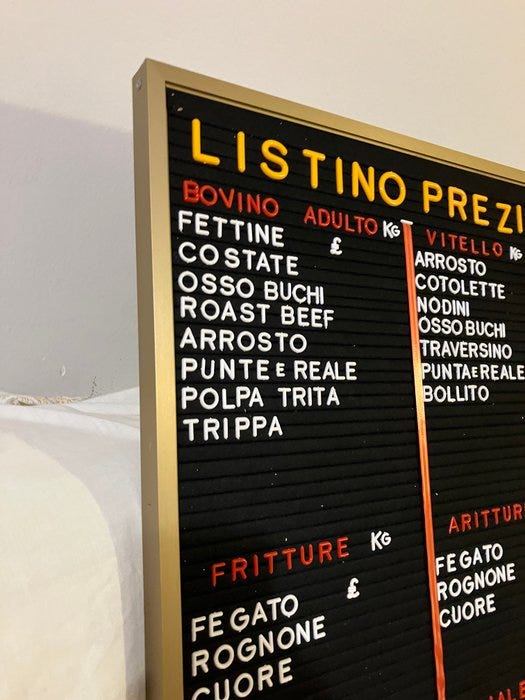 LISTINO PREZI
BOVINO ADULTO KG
£
FETTINE
COSTATE
OSSO BUCHI
ROAST BEEF
ARROSTO
PUNTE E REALE
POLPA TRITA
TRIPPA
VITELLO KG
ARROSTO
COTOLETTE
NODINI
OSSO BUCHI
TRAVERSINO
PUNTA E REALE
BOLLITO
FRITTURE KG
£
FEGATO
ROGNONE
CUORE
ARITTUR
FEGATO
ROGNONE
CUORE